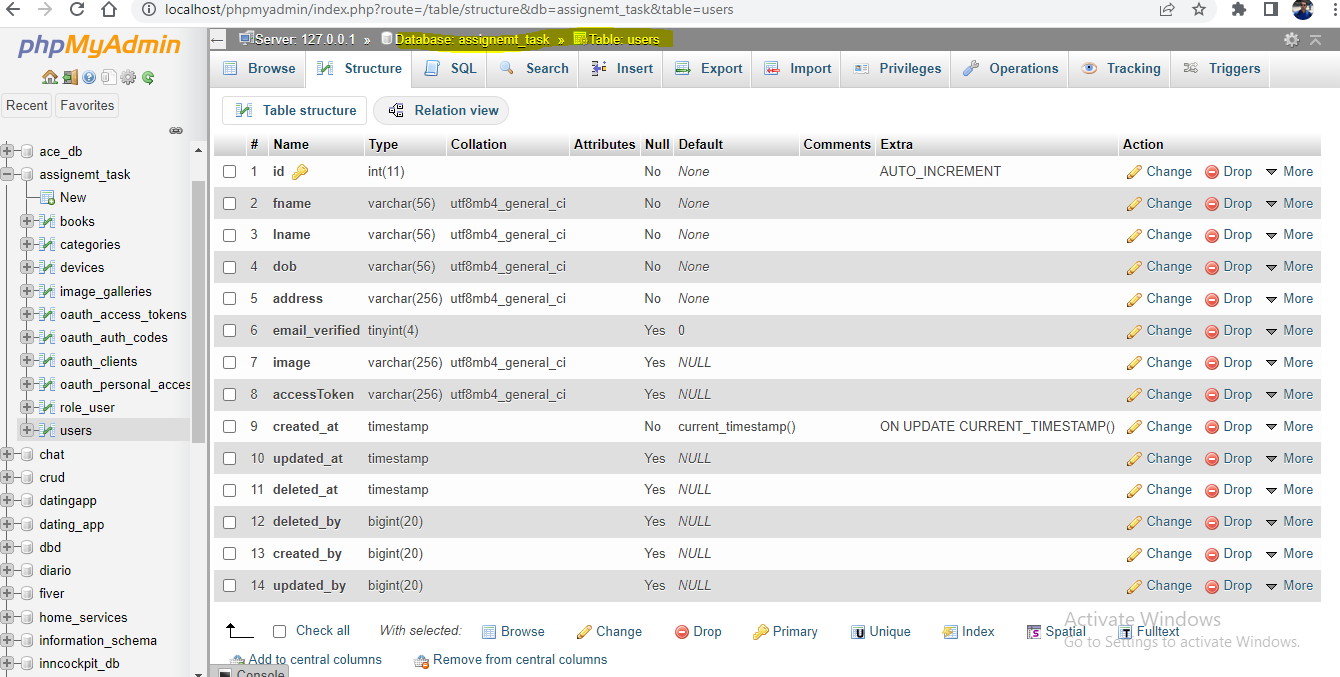 localhost/phpmyadmin/index.php?route=/table/structure&db=assignemt_task&table=users
phpMyAdmin
Recent Favorites
ace_db
assignemt_task
New
books
categories
devices
image_galleries
oauth_access_tokens
oauth_auth_codes
oauth_clients
oauth_personal_acces
role_user
users
chat
crud
datingapp
dating_app
dbd
diario
fiver
home_services
information_schema
inncockpit_db
Server: 127.0.0.1 » Database: assignemt_task » Table: users
Browse Structure SQL Search Insert Export Import Privileges Operations Tracking Triggers
Table structure Relation view
# Name Type Collation Attributes Null Default Comments Extra Action
1 id int(11) No None AUTO_INCREMENT Change Drop More
2 fname varchar(56) utf8mb4_general_ci No None Change Drop More
3 lname varchar(56) utf8mb4_general_ci No None Change Drop More
4 dob varchar(56) utf8mb4_general_ci No None Change Drop More
5 address varchar(256) utf8mb4_general_ci No None Change Drop More
6 email_verified tinyint(4) Yes 0 Change Drop More
7 image varchar(256) utf8mb4_general_ci Yes NULL Change Drop More
8 accessToken varchar(256) utf8mb4_general_ci Yes NULL Change Drop More
9 created_at timestamp No current_timestamp() ON UPDATE CURRENT_TIMESTAMP() Change Drop More
10 updated_at timestamp Yes NULL Change Drop More
11 deleted_at timestamp Yes NULL Change Drop More
12 deleted_by bigint(20) Yes NULL Change Drop More
13 created_by bigint(20) Yes NULL Change Drop More
14 updated_by bigint(20) Yes NULL Change Drop More
Check all With selected: Browse Change Drop Primary Unique Index Spatial Fulltext
Add to central columns Remove from central columns
Console
Activate Windows
Go to Settings to activate Windows.